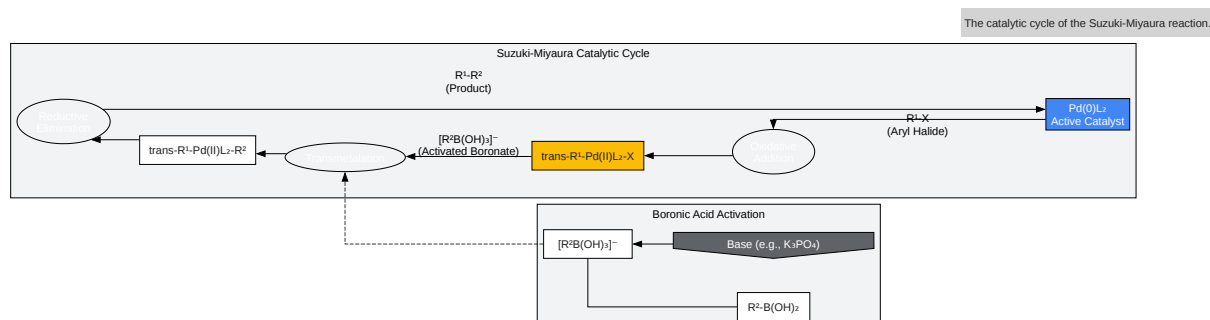 The catalytic cycle of the Suzuki-Miyaura reaction.
Suzuki-Miyaura Catalytic Cycle
R¹-R²
(Product)
Pd(0)L₂
Active Catalyst
Reductive
Elimination
R¹-X
(Aryl Halide)
[R²B(OH)₃]⁻
(Activated Boronate)
trans-R¹-Pd(II)L₂-R²
Transmetalation
trans-R¹-Pd(II)L₂-X
Oxidative
Addition
Boronic Acid Activation
[R²B(OH)₃]⁻
Base (e.g., K₃PO₄)
R²-B(OH)₂